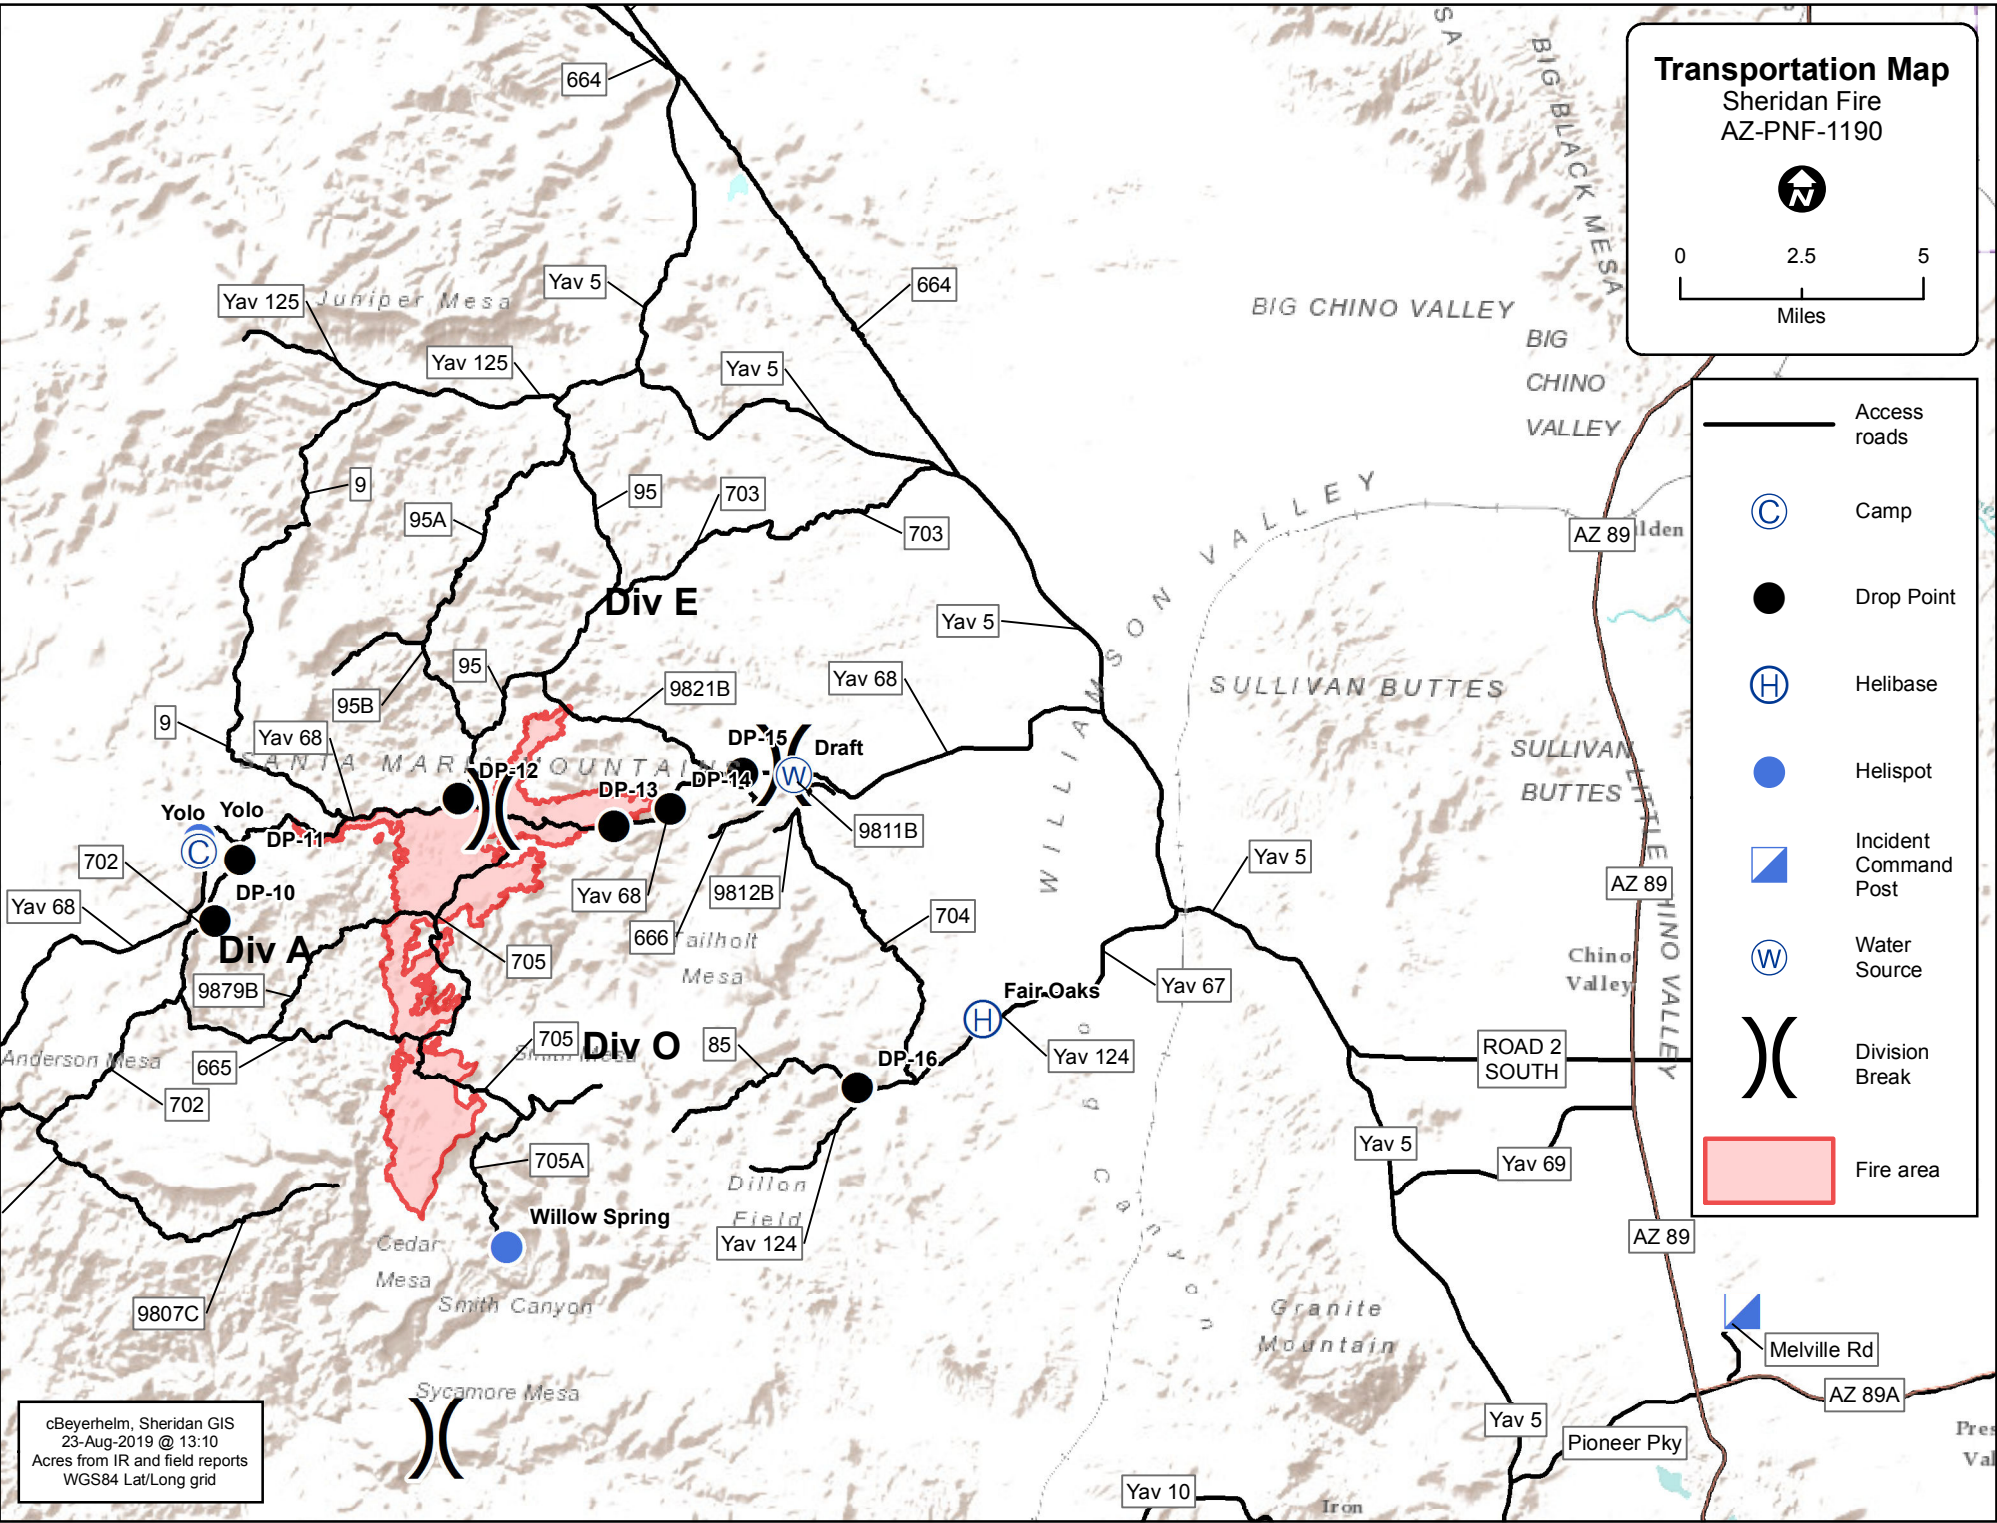 Transportation Map
Sheridan Fire
AZ-PNF-1190
N
0 2.5 5
Miles
Access
roads
Camp
C
Drop Point
Helibase
H
Helispot
Incident
Command
Post
Water
Source
W
Division
Break
Fire area
664
BIG BLACK MESA
Yav 5
664
Yav 125
Juniper Mesa
BIG CHINO VALLEY
BIG
CHINO
VALLEY
Yav 125
Yav 5
9
95
703
95A
703
AZ 89
WILLIAMSON VALLEY
Div E
Yav 5
95
9821B
Yav 68
SULLIVAN BUTTES
95B
9
Yav 68
SANTA MARIA MOUNTAINS
DP-15
Draft
W
SULLIVAN
BUTTES
DP-12
DP-14
DP-13
Yolo
Yolo
DP-11
9811B
LITTLE CHINO VALLEY
C
702
DP-10
Yav 5
AZ 89
Yav 68
Yav 68
9812B
704
Div A
666
Tailholt
Mesa
705
Chino
Valley
9879B
Yav 67
Fair Oaks
H
Anderson Mesa
705
Div O
Smith Mesa
85
DP-16
Yav 124
ROAD 2
SOUTH
665
702
Yav 5
Yav 69
705A
Dillon
Field
Willow Spring
Yav 124
AZ 89
Cedar
Mesa
Smith Canyon
9807C
Granite
Mountain
Melville Rd
Sycamore Mesa
AZ 89A
Yav 5
Pioneer Pky
Yav 10
Iron
cBeyerhelm, Sheridan GIS
23-Aug-2019 @ 13:10
Acres from IR and field reports
WGS84 Lat/Long grid